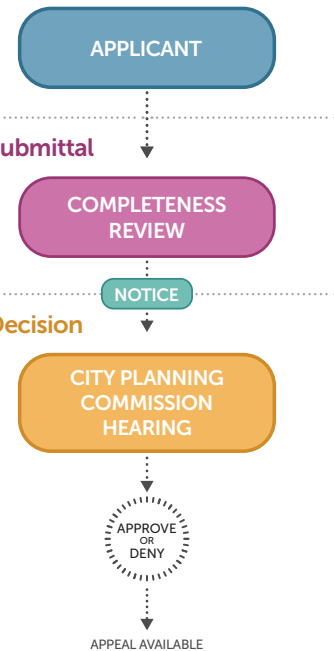 APPLICANT
ubmittal
COMPLETENESS
REVIEW
NOTICE
Decision
CITY PLANNING
COMMISSION
HEARING
APPROVE
OR
DENY
APPEAL AVAILABLE